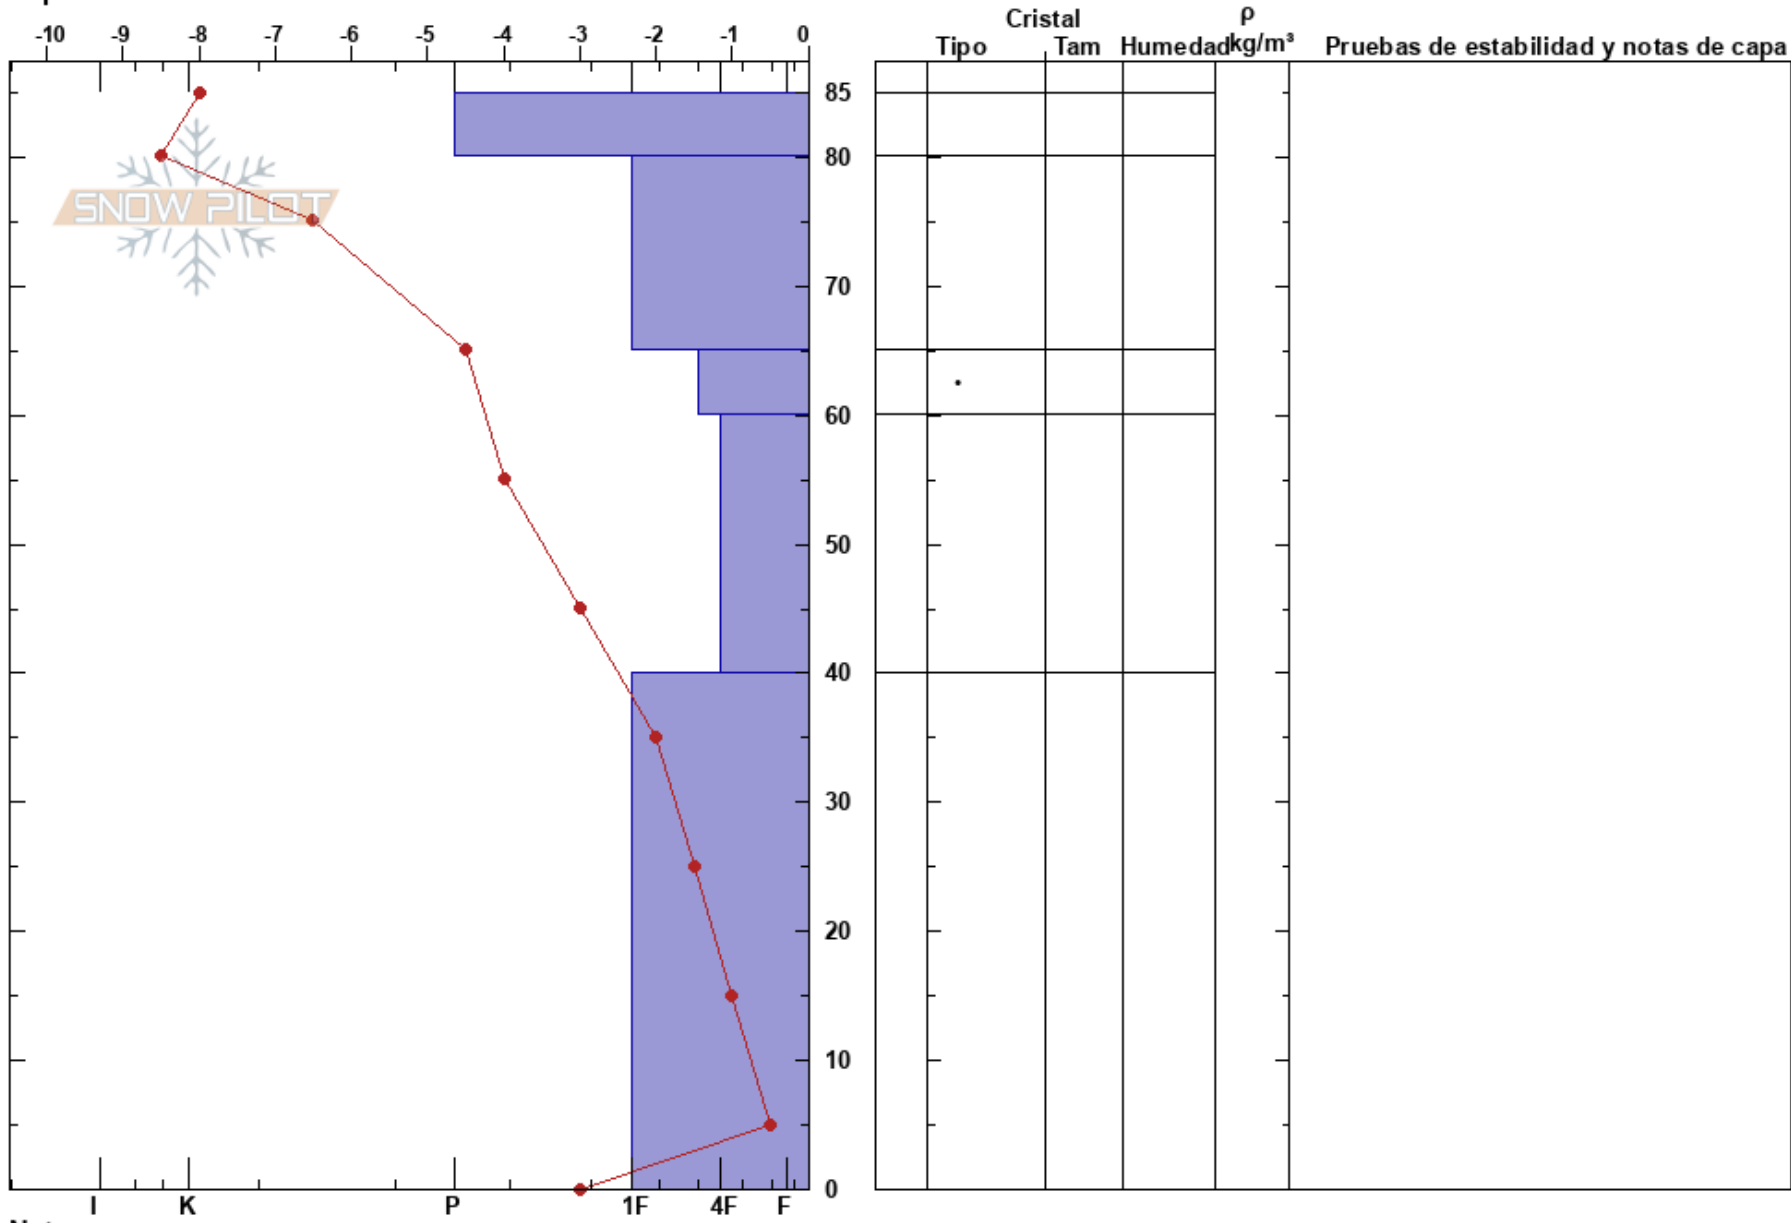 Cristal ρ
-10 -9 -8 -7 -6 -5 -4 -3 -2 -1 0 Tipo Tam Humedad kg/m³ Pruebas de estabilidad y notas de capa
85
80
SNOW PILOT
70
60
50
40
30
20
10
0
I K P 1F 4F F